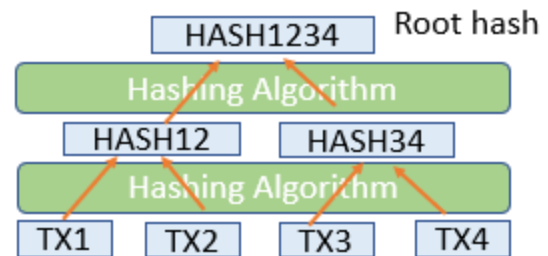 HASH1234 Root hash
Hashing Algorithm
HASH12 HASH34
Hashing Algorithm
TX1 TX2 TX3 TX4